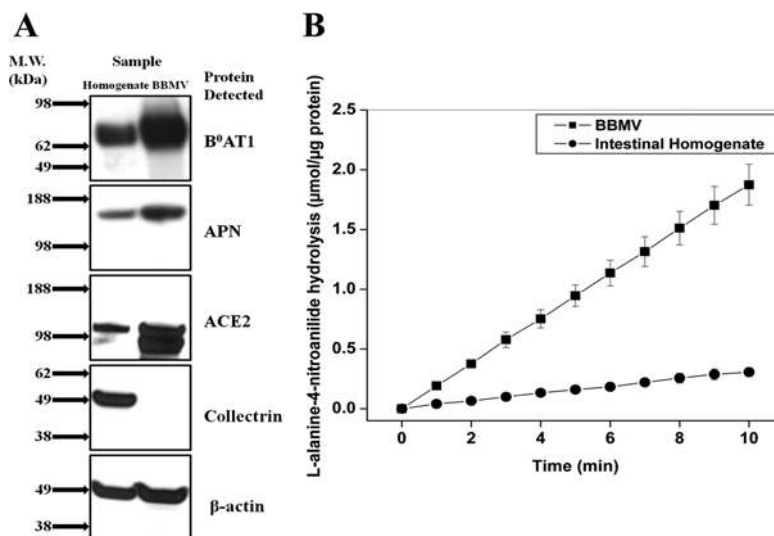 A
M.W.
(kDa)
Sample
Homogenate BBMV
Protein
Detected
98
62
49
B⁰AT1
188
98
APN
188
98
ACE2
62
49
38
Collectrin
49
38
β-actin
B
L-alanine-4-nitroanilide hydrolysis (μmol/μg protein)
2.5
2.0
1.5
1.0
0.5
0.0
BBMV
Intestinal Homogenate
0 2 4 6 8 10
Time (min)